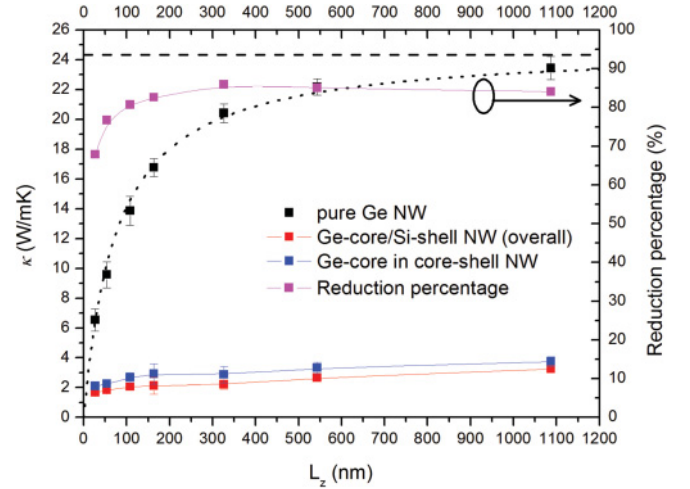 0 100 200 300 400 500 600 700 800 900 1000 1100 1200
26 100
24
22 90
20 80
18 70
16 60
14
12 50
10 40
8 30
6
4 20
2 10
0 0
κ (W/mK)
Reduction percentage (%)
pure Ge NW
Ge-core/Si-shell NW (overall)
Ge-core in core-shell NW
Reduction percentage
0 100 200 300 400 500 600 700 800 900 1000 1100 1200
L_z (nm)